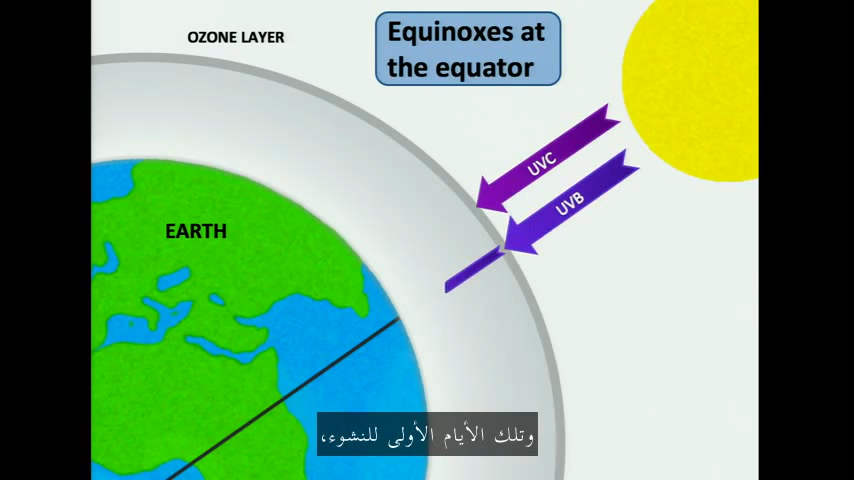 OZONE LAYER
Equinoxes at
the equator
UVC
UVB
EARTH
وتلك الأيام الأولى للنشوء،